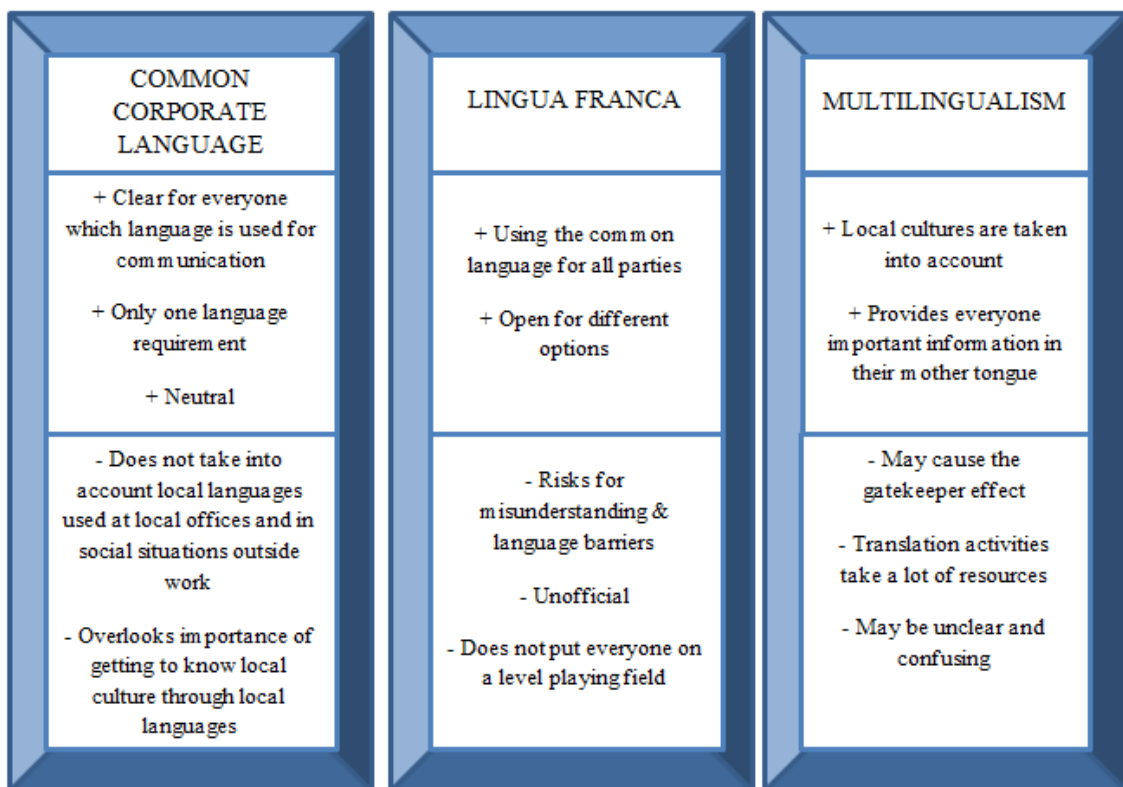 COMMON
CORPORATE
LANGUAGE
+ Clear for everyone
which language is used for
communication
+ Only one language
requirement
+ Neutral
- Does not take into
account local languages
used at local offices and in
social situations outside
work
- Overlooks importance of
getting to know local
culture through local
languages
LINGUA FRANCA
+ Using the common
language for all parties
+ Open for different
options
- Risks for
misunderstanding &
language barriers
- Unofficial
- Does not put everyone on
a level playing field
MULTILINGUALISM
+ Local cultures are taken
into account
+ Provides everyone
important information in
their mother tongue
- May cause the
gatekeeper effect
- Translation activities
take a lot of resources
- May be unclear and
confusing